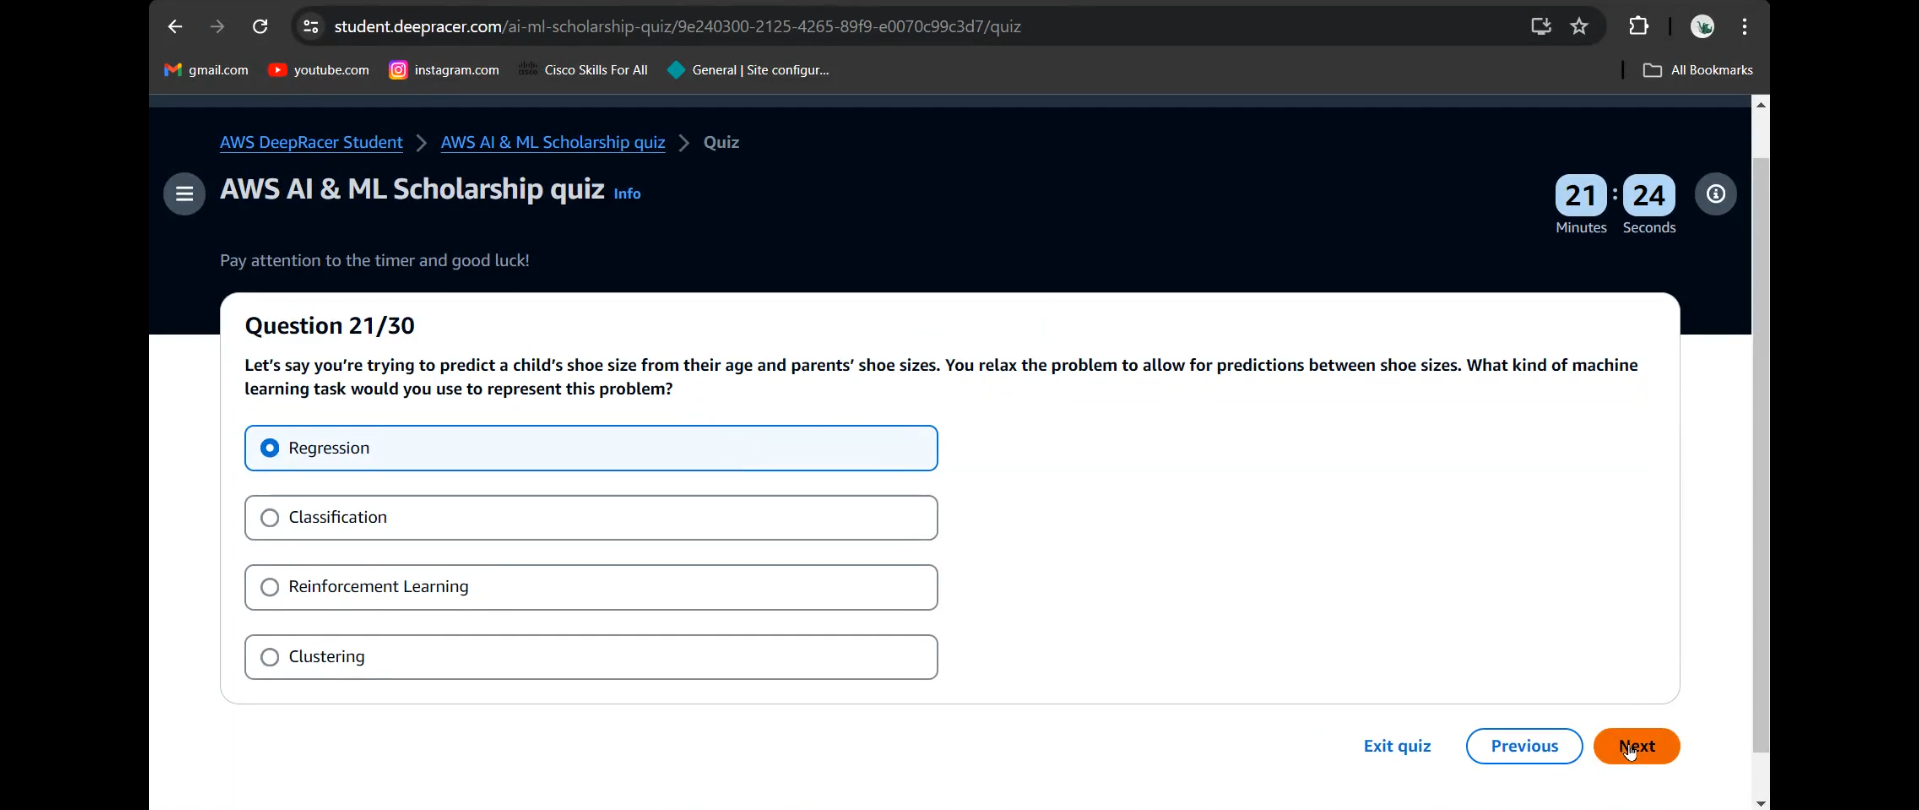 student.deepracer.com/ai-ml-scholarship-quiz/9e240300-2125-4265-89f9-e0070c99c3d7/quiz
gmail.com youtube.com instagram.com Cisco Skills For All General | Site configur... All Bookmarks
AWS DeepRacer Student > AWS AI & ML Scholarship quiz > Quiz
AWS AI & ML Scholarship quiz Info
21 : 24
Minutes Seconds
Pay attention to the timer and good luck!
Question 21/30
Let’s say you’re trying to predict a child’s shoe size from their age and parents’ shoe sizes. You relax the problem to allow for predictions between shoe sizes. What kind of machine
learning task would you use to represent this problem?
Regression
Classification
Reinforcement Learning
Clustering
Exit quiz Previous Next